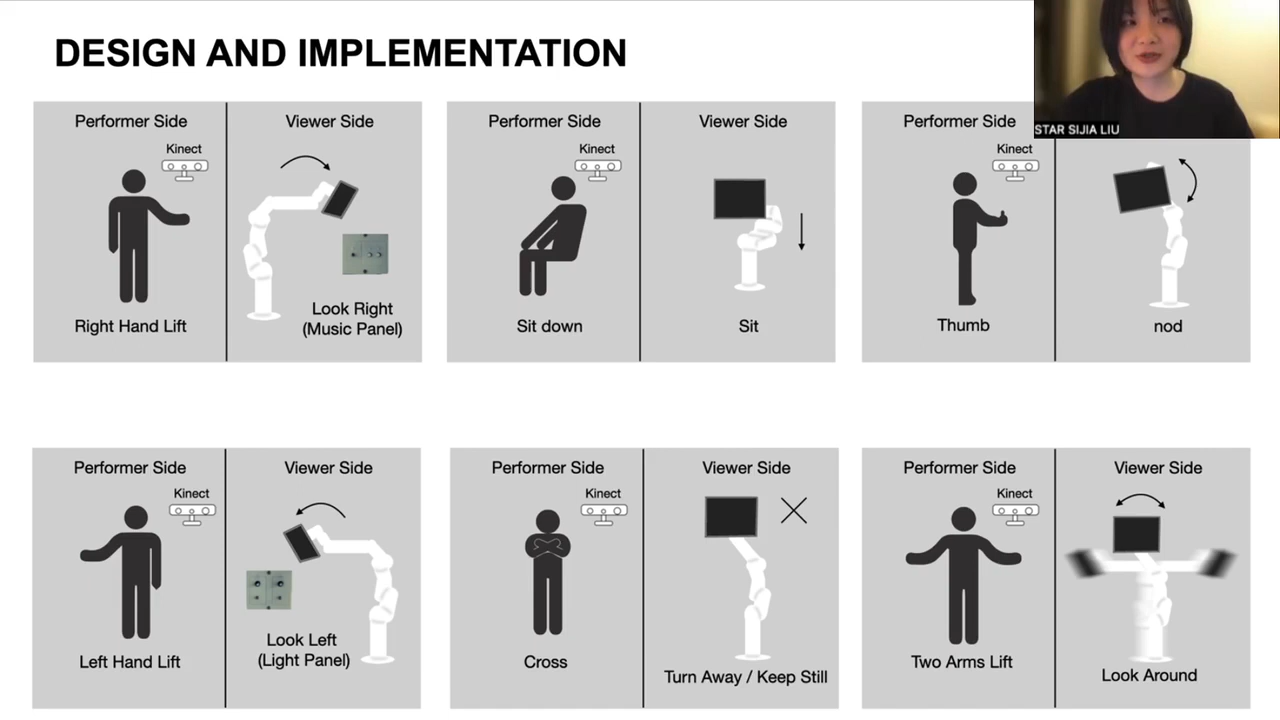 DESIGN AND IMPLEMENTATION
STAR SIJIA LIU
Performer Side
Viewer Side
Kinect
Right Hand Lift
Look Right
(Music Panel)
Performer Side
Viewer Side
Kinect
Sit down
Sit
Performer Side
Kinect
Thumb
nod
Performer Side
Viewer Side
Kinect
Left Hand Lift
Look Left
(Light Panel)
Performer Side
Viewer Side
Kinect
Cross
Turn Away / Keep Still
Performer Side
Viewer Side
Kinect
Two Arms Lift
Look Around